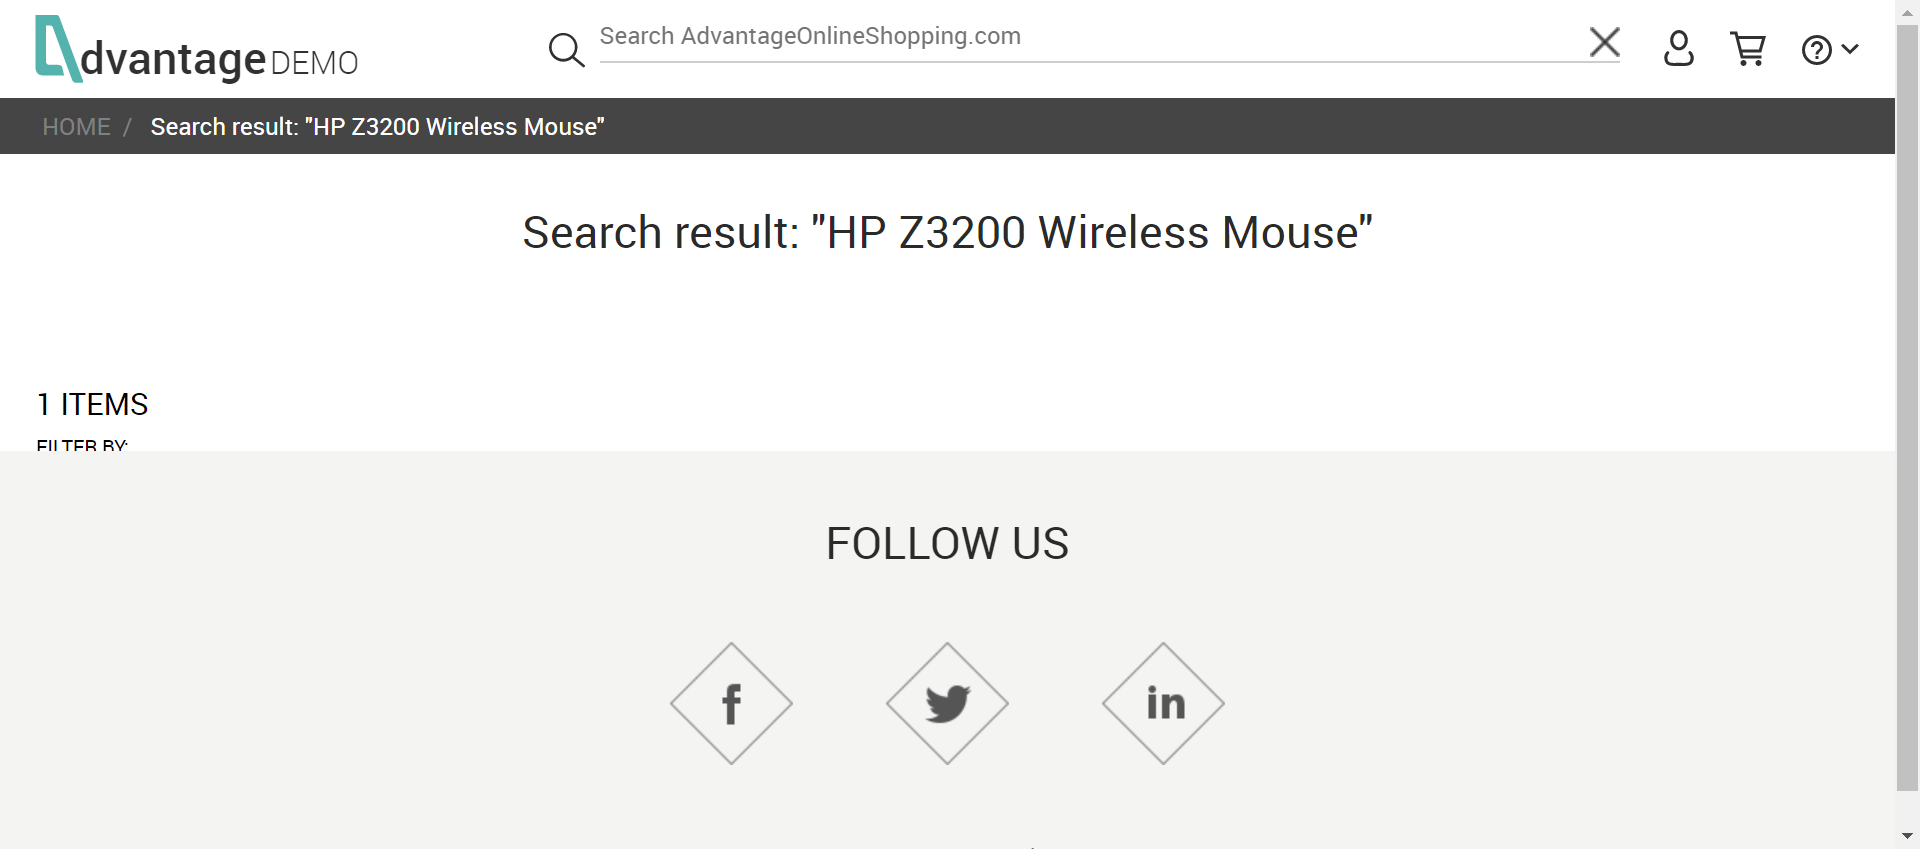 dvantage DEMO
Search AdvantageOnlineShopping.com
HOME / Search result: "HP Z3200 Wireless Mouse"
Search result: "HP Z3200 Wireless Mouse"
1 ITEMS
FILTER BY:
FOLLOW US
f
in